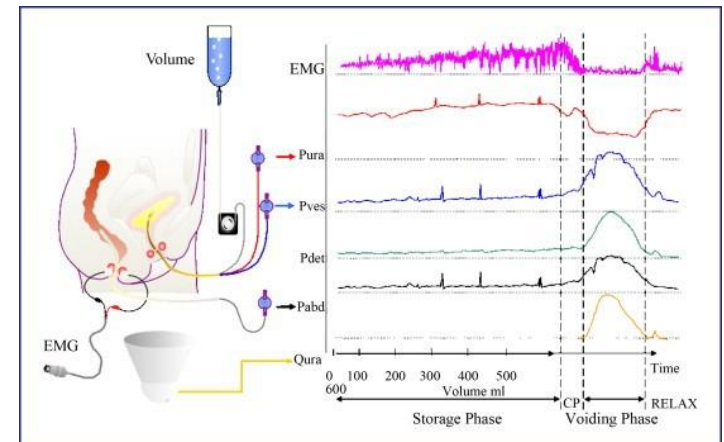 Volume
EMG
Pura
Pves
Pdet
Pabd
EMG
Qura
Time
0 100 200 300 400 500
600
Volume ml
CP
RELAX
Storage Phase
Voiding Phase